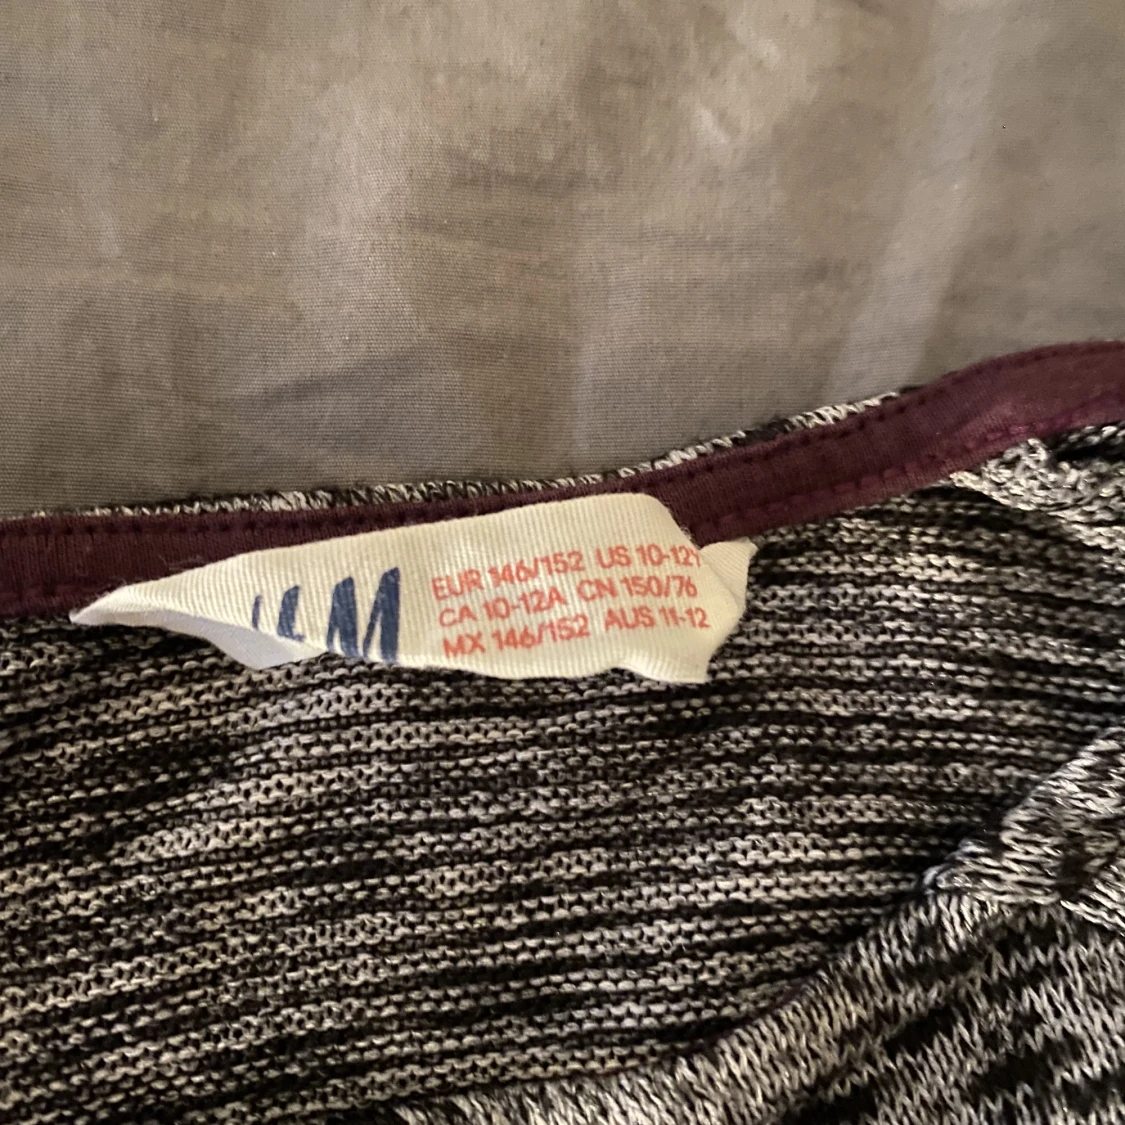 H&M
EUR 146/152 US 10-12Y
CA 10-12A CN 150/76
MX 146/152 AUS 11-12